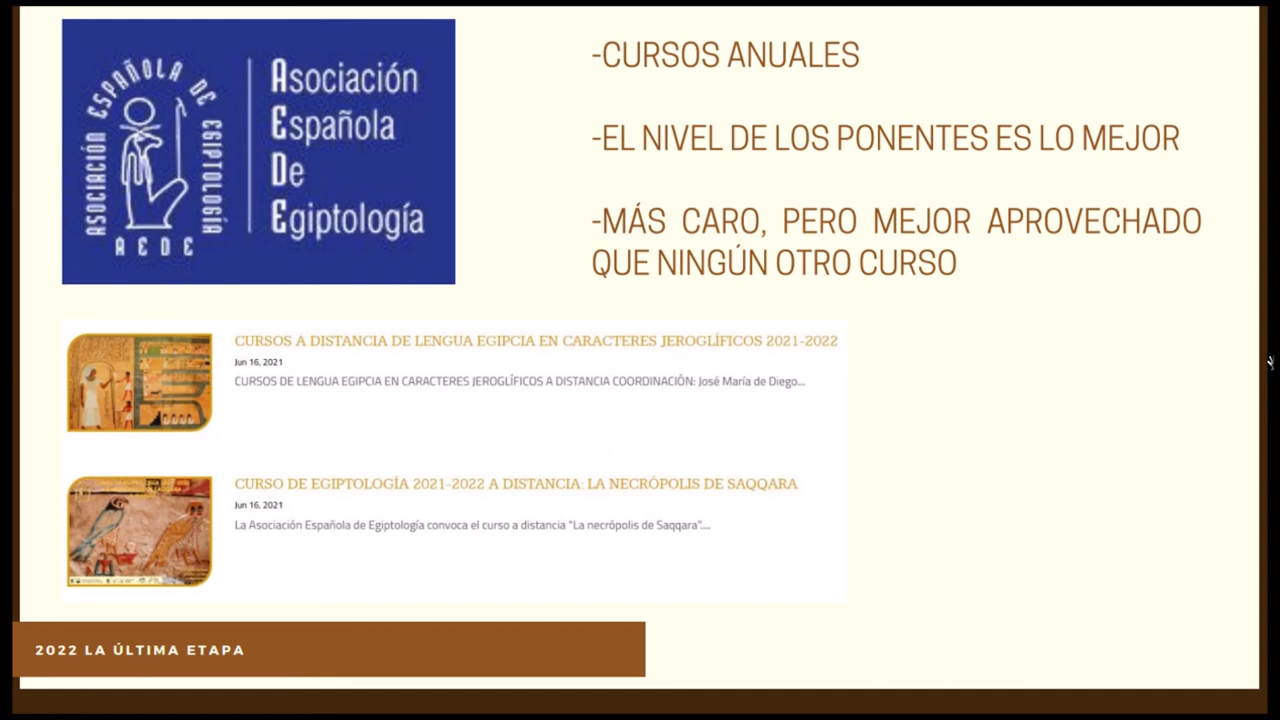 ASOCIACIÓN ESPAÑOLA DE EGIPTOLOGÍA
AEDE
Asociación
Española
De
Egiptología
-CURSOS ANUALES
-EL NIVEL DE LOS PONENTES ES LO MEJOR
-MÁS CARO, PERO MEJOR APROVECHADO
QUE NINGÚN OTRO CURSO
CURSOS A DISTANCIA DE LENGUA EGIPCIA EN CARACTERES JEROGLÍFICOS 2021-2022
Jun 16, 2021
CURSOS DE LENGUA EGIPCIA EN CARACTERES JEROGLÍFICOS A DISTANCIA COORDINACIÓN: José María de Diego...
CURSO DE EGIPTOLOGÍA 2021-2022 A DISTANCIA: LA NECRÓPOLIS DE SAQQARA
Jun 16, 2021
La Asociación Española de Egiptología convoca el curso a distancia "La necrópolis de Saqqara"....
2022 LA ÚLTIMA ETAPA